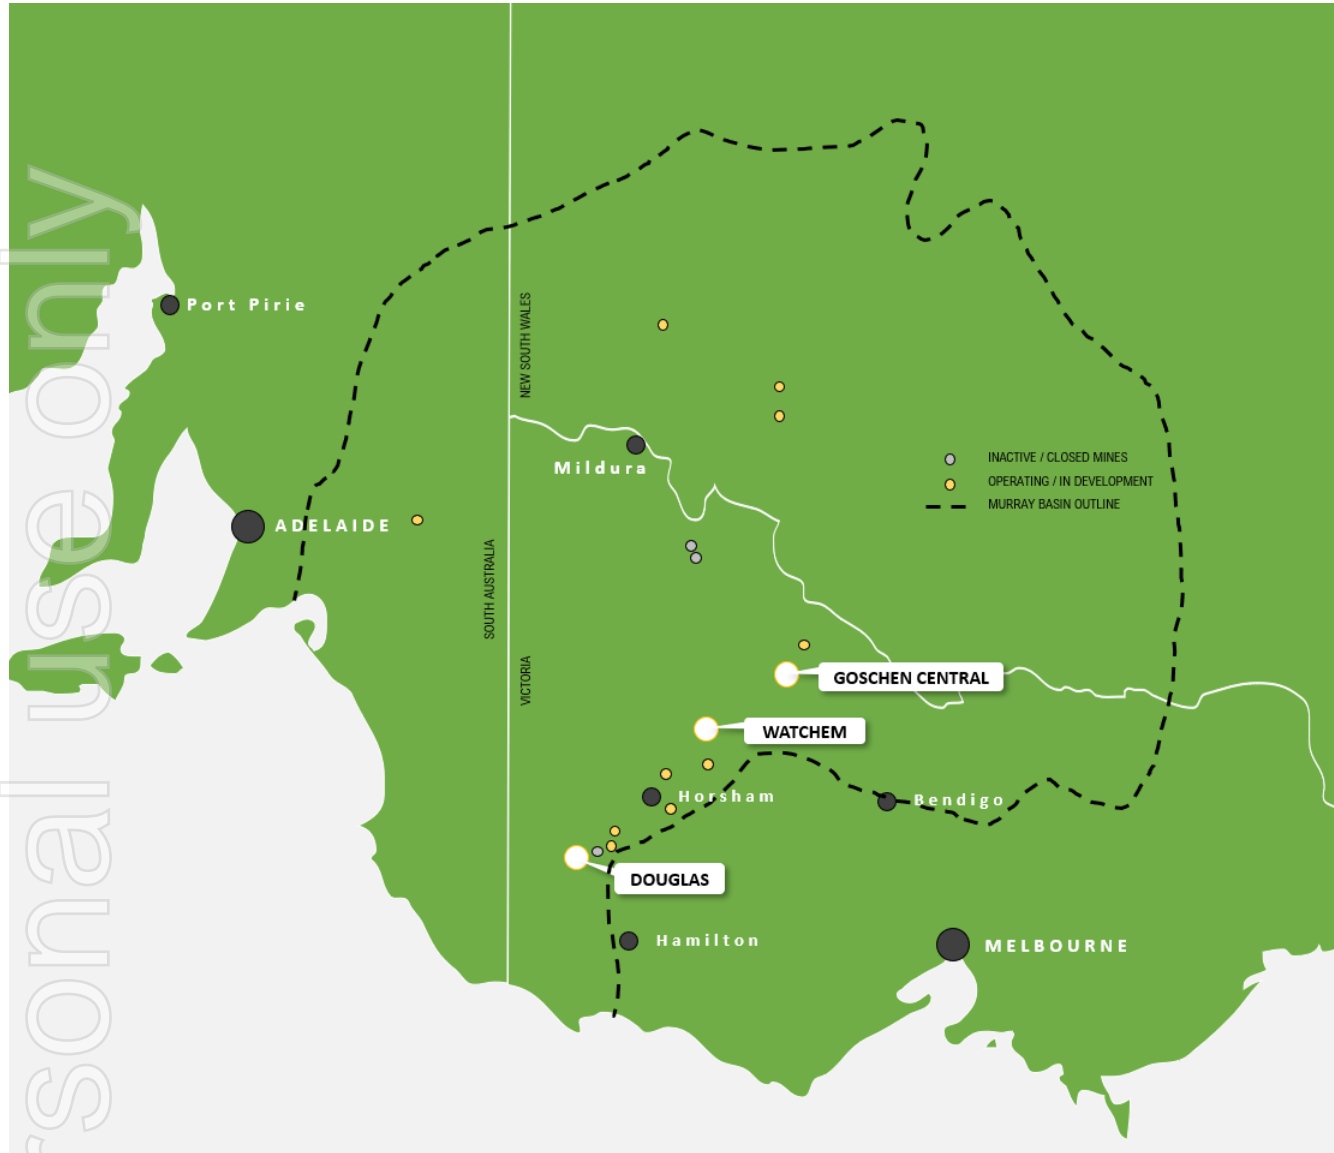 Port Pirie
NEW SOUTH WALES
Mildura
INACTIVE / CLOSED MINES
OPERATING / IN DEVELOPMENT
MURRAY BASIN OUTLINE
ADELAIDE
SOUTH AUSTRALIA
VICTORIA
GOSCHEN CENTRAL
WATCHEM
Horsham
Bendigo
DOUGLAS
Hamilton
MELBOURNE
rsonal use only